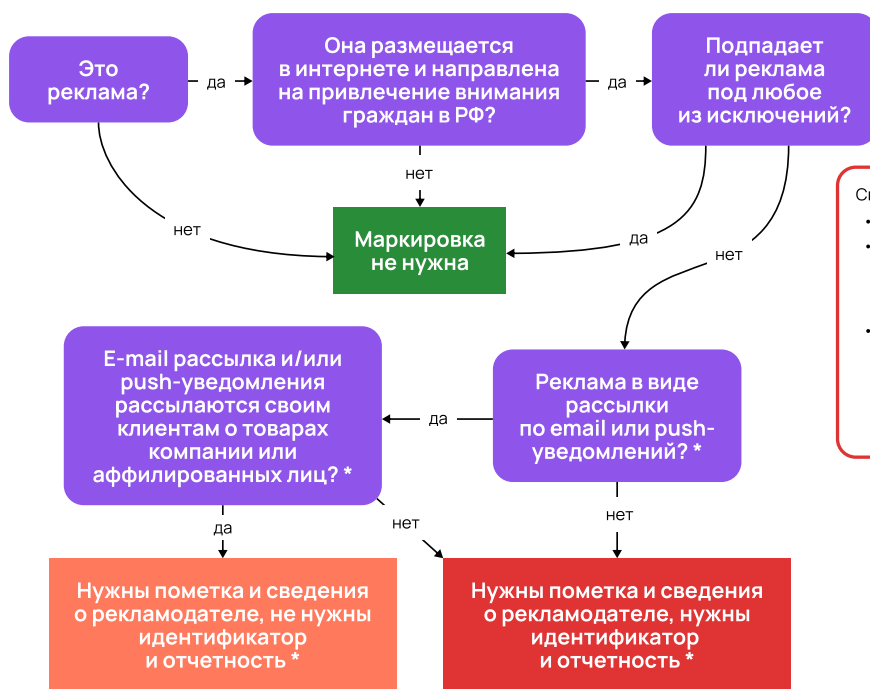 Это
реклама?
да
Она размещается
в интернете и направлена
на привлечение внимания
граждан в РФ?
да
Подпадает
ли реклама
под любое
из исключений?
нет
нет
да
нет
Маркировка
не нужна
E-mail рассылка и/или
push-уведомления
рассылаются своим
клиентам о товарах
компании или
аффилированных лиц? *
да
Реклама в виде
рассылки
по email или push-
уведомлений? *
да
нет
нет
Нужны пометка и сведения
о рекламодателе, не нужны
идентификатор
и отчетность *
Нужны пометка и сведения
о рекламодателе, нужны
идентификатор
и отчетность *